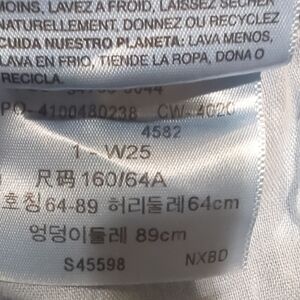 MOINS, LAVEZ A FROID, LAISSEZ SÉCHER
NATURELLEMENT. DONNEZ OU RECYCLEZ
CUIDA NUESTRO PLANETA: LAVA MENOS,
LAVA EN FRIO, TIENDE LA ROPA, DONA O
RECICLA.
PO- 4100480238 CW-4020
4582
1 - W25
尺码 160/64A
호칭 64-89 허리둘레 64cm
엉덩이둘레 89cm
S45598 NXBD